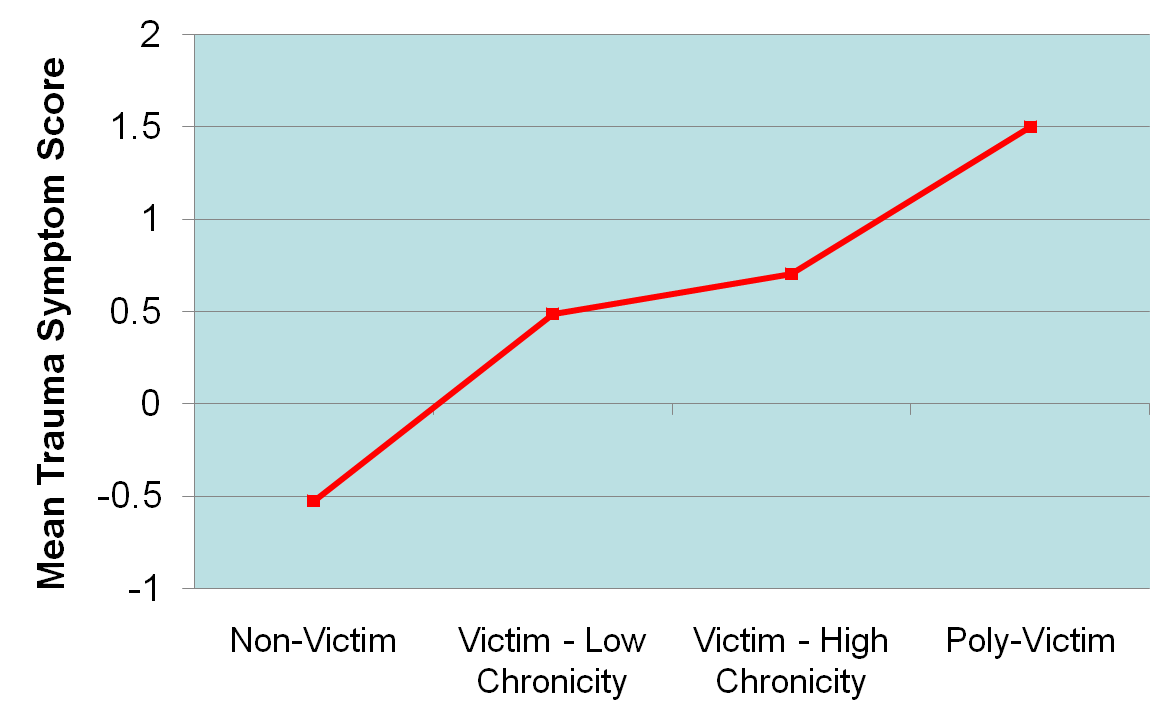 Mean Trauma Symptom Score
2
1.5
1
0.5
0
-0.5
-1
Non-Victim
Victim - Low
Chronicity
Victim - High
Chronicity
Poly-Victim